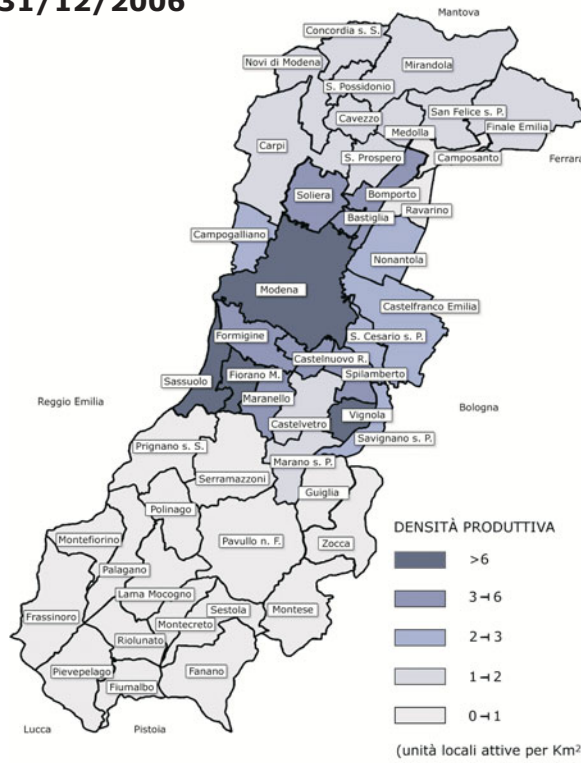 31/12/2006
Mantova
Concordia s. S.
Novi di Modena
Mirandola
S. Possidonio
San Felice s. P.
Cavezzo
Finale Emilia
Medolla
Carpi
S. Prospero
Camposanto
Ferrara
Soliera
Bomporto
Ravarino
Bastiglia
Campogalliano
Nonantola
Modena
Castelfranco Emilia
Formigine
S. Cesario s. P.
Castelnuovo R.
Fiorano M.
Spilamberto
Sassuolo
Maranello
Reggio Emilia
Vignola
Bologna
Castelvetro
Savignano s. P.
Prignano s. S.
Marano s. P.
Serramazzoni
Guiglia
Polinago
DENSITÀ PRODUTTIVA
Montefiorino
Pavullo n. F.
Zocca
>6
Palagano
Lama Mocogno
3⊣6
Frassinoro
Sestola
Montese
Montecreto
Riolunato
2⊣3
Pievepelago
Fanano
1⊣2
Fiumalbo
0⊣1
Lucca
Pistoia
(unità locali attive per Km²